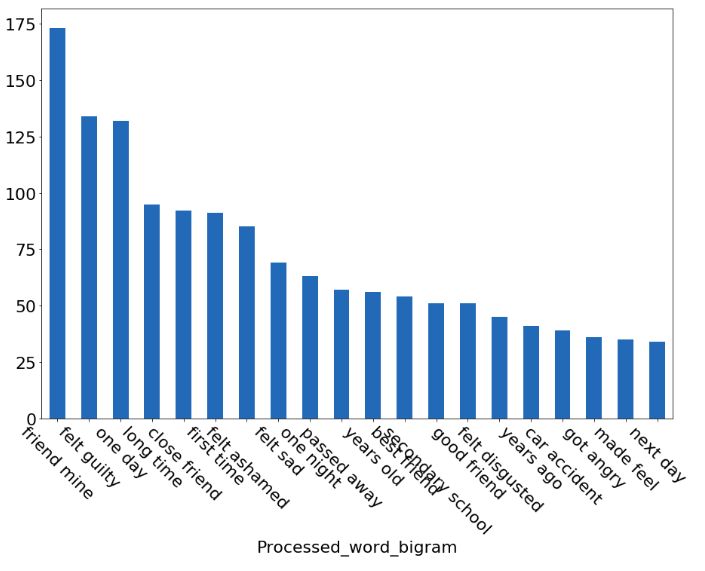 175
150
125
100
75
50
25
0
friend mine
felt guilty
one day
long time
close friend
first time
felt ashamed
felt sad
one night
passed away
years old
best friend
secondary school
good friend
felt disgusted
years ago
car accident
got angry
made feel
next day
Processed_word_bigram